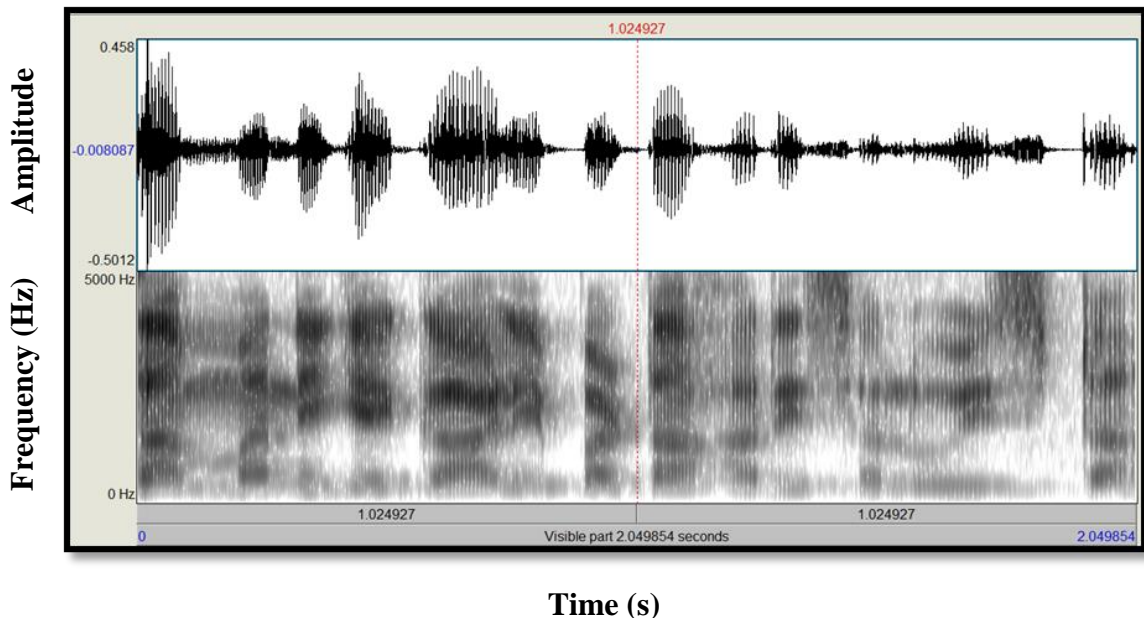 1.024927
0.458
Amplitude
-0.008087
-0.5012
5000 Hz
Frequency (Hz)
0 Hz
1.024927 1.024927
0 Visible part 2.049854 seconds 2.049854
Time (s)